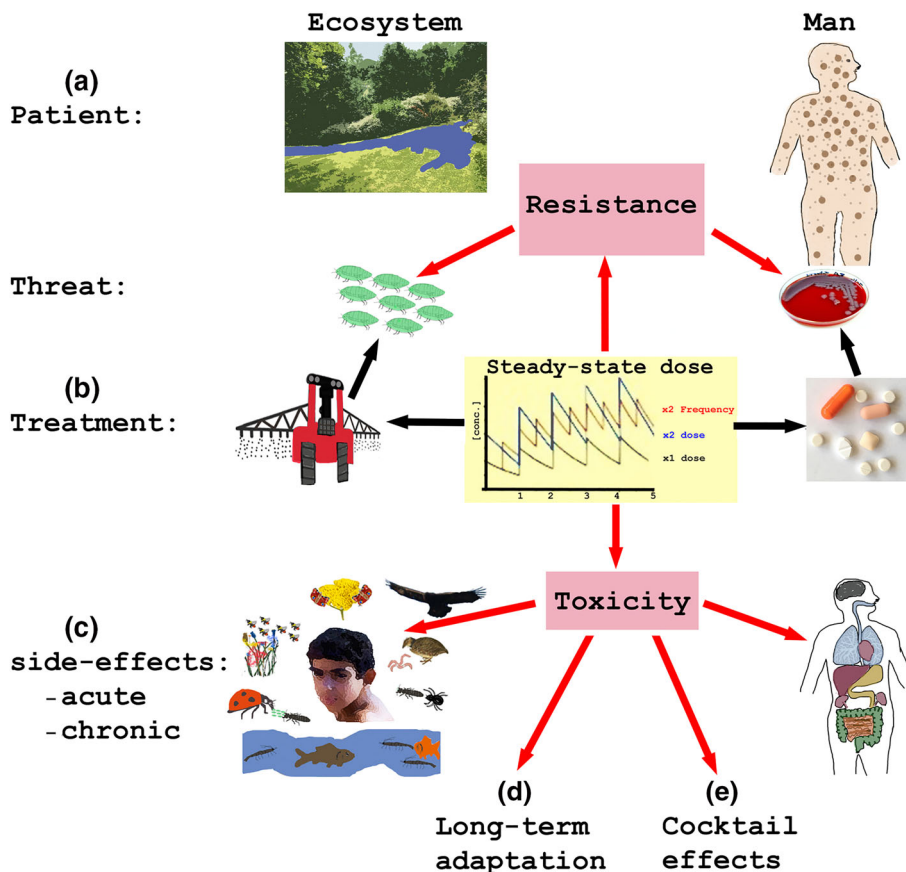 Ecosystem
Man
(a)
Patient:
Resistance
Threat:
(b)
Treatment:
Steady-state dose
[conc.]
x2 Frequency
x2 dose
x1 dose
1 2 3 4 5
Toxicity
(c)
side-effects:
-acute
-chronic
(d)
Long-term
adaptation
(e)
Cocktail
effects